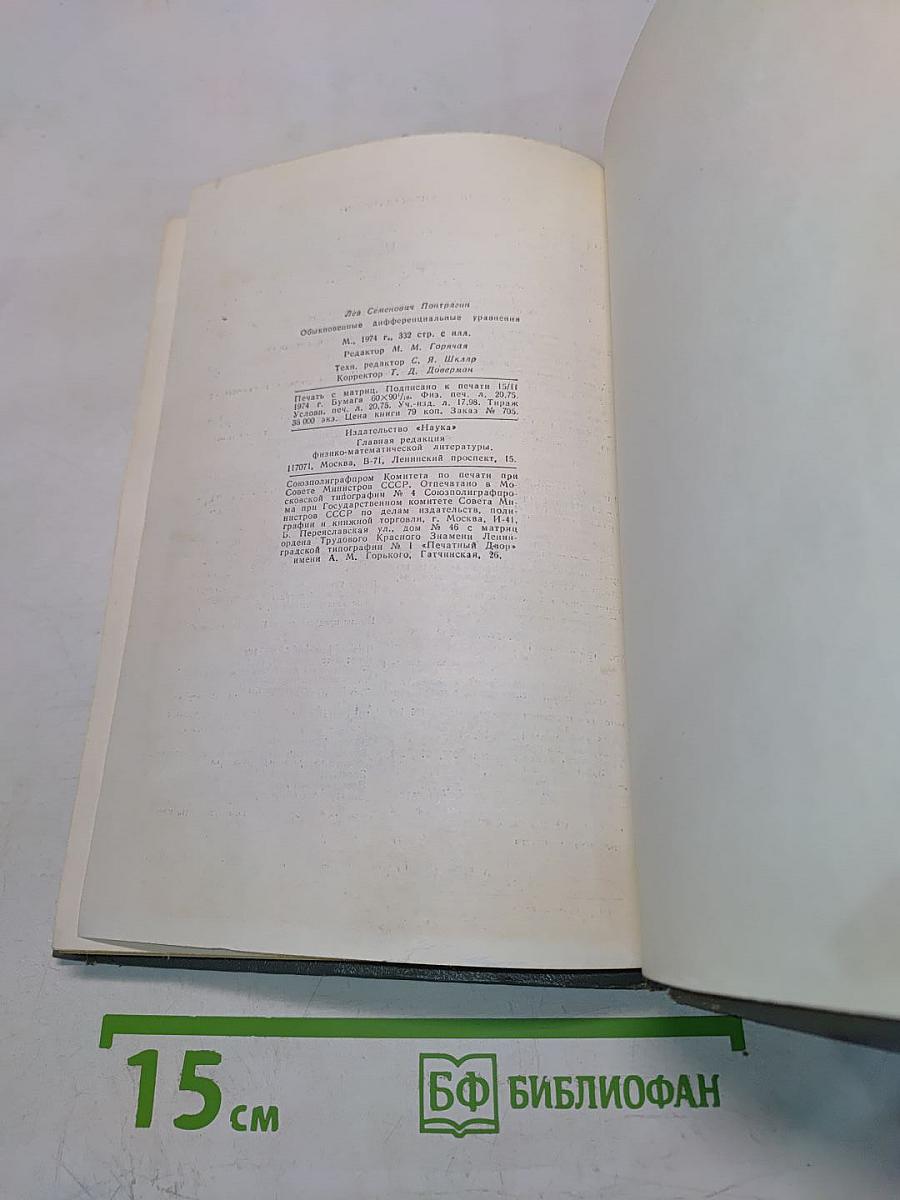 Лев Семенович Понтрягин
Обыкновенные дифференциальные уравнения
М., 1974 г., 332 стр. с илл.
Редактор М. М. Горячая
Техн. редактор С. Я. Шкляр
Корректор Т. Д. Доверман
Печать с матриц. Подписано к печати 15/II
1974 г. Бумага 60×90¹/₁₆. Физ. печ. л. 20,75.
Условн. печ. л. 20,75. Уч.-изд. л. 17,98. Тираж
35 000 экз. Цена книги 79 коп. Заказ № 705.
Издательство «Наука»
Главная редакция
физико-математической литературы.
117071, Москва, В-71, Ленинский проспект, 15.
Союзполиграфпром Комитета по печати при
Совете Министров СССР. Отпечатано в Мо-
сковской типографии № 4 Союзполиграфпро-
ма при Государственном комитете Совета Ми-
нистров СССР по делам издательств, поли-
графии и книжной торговли, г. Москва, И-41,
Б. Переяславская ул., дом № 46 с матриц
ордена Трудового Красного Знамени Ленин-
градской типографии № 1 «Печатный Двор»
имени А. М. Горького, Гатчинская, 26.
15 см
БФ БИБЛИОФАН